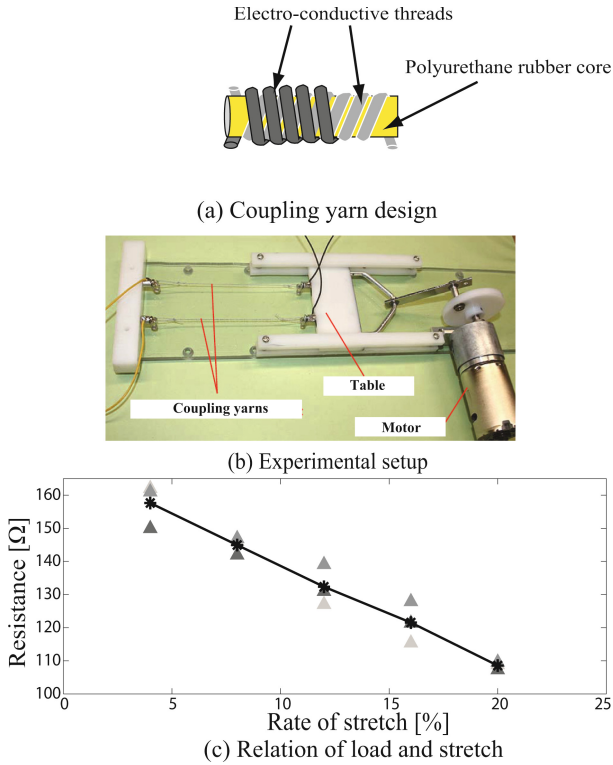 Electro-conductive threads
Polyurethane rubber core
(a) Coupling yarn design
Table
Coupling yarns
Motor
(b) Experimental setup
160
150
140
130
120
110
100
Resistance [Ω]
0
5
10
15
20
25
Rate of stretch [%]
(c) Relation of load and stretch